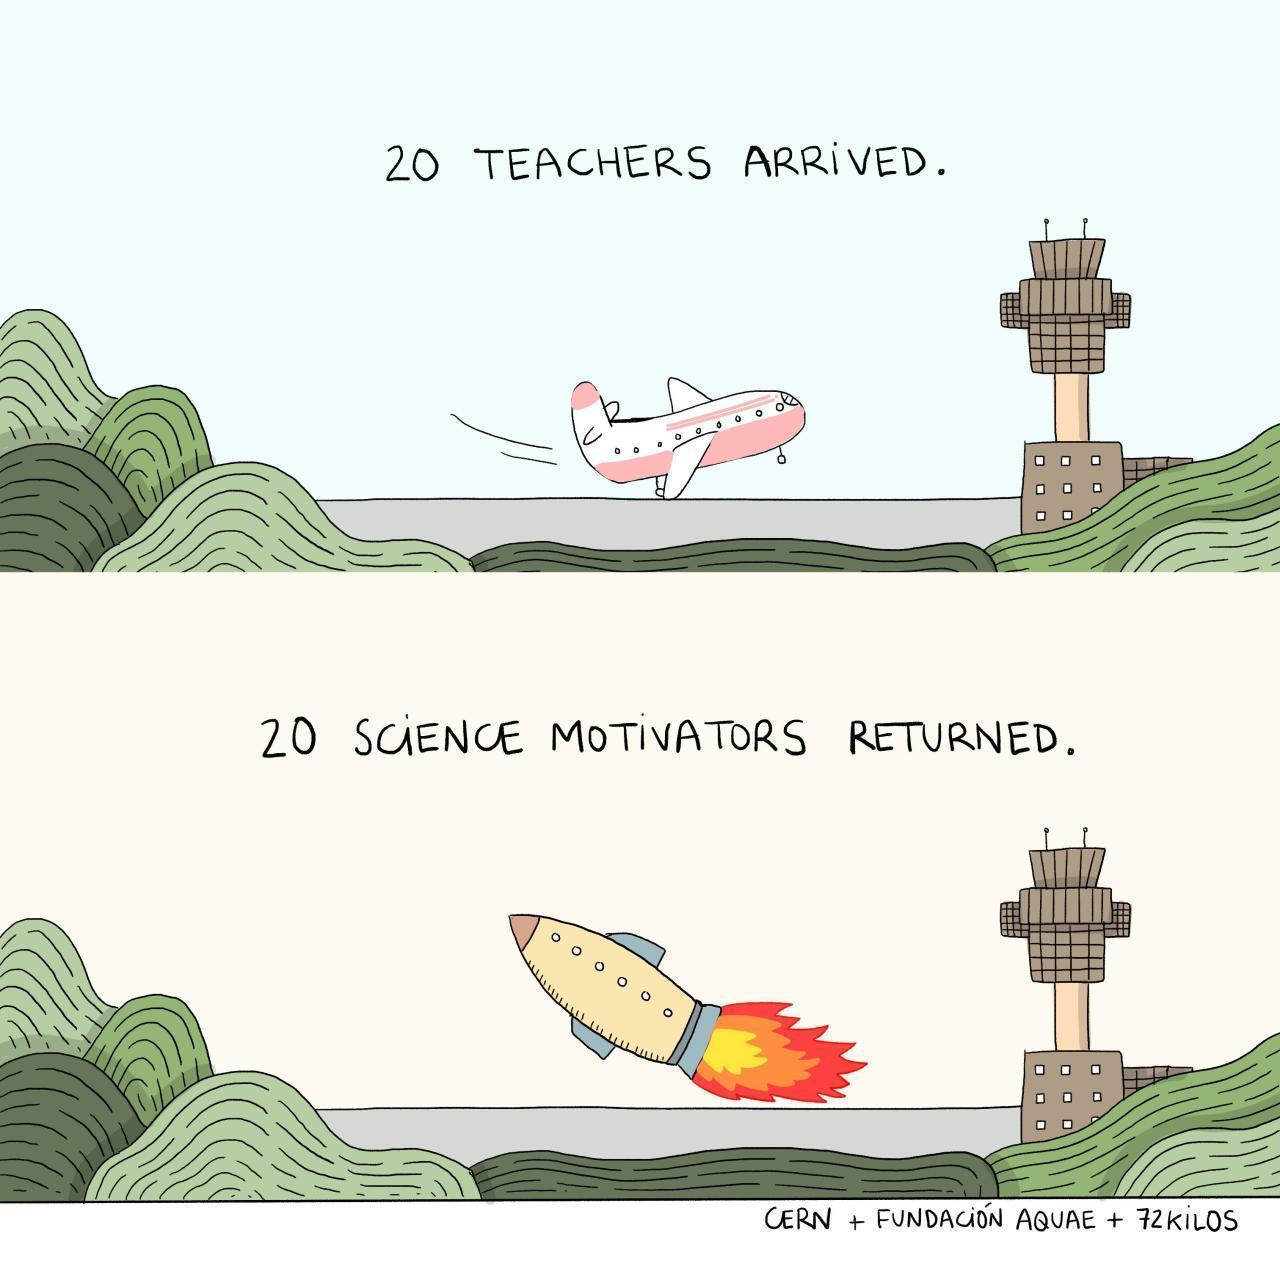 20 TEACHERS ARRiVED.
20 SCiENCE MOTiVATORS RETURNED.
CERN + FUNDACiÓN AQUAE + 72KiLOS